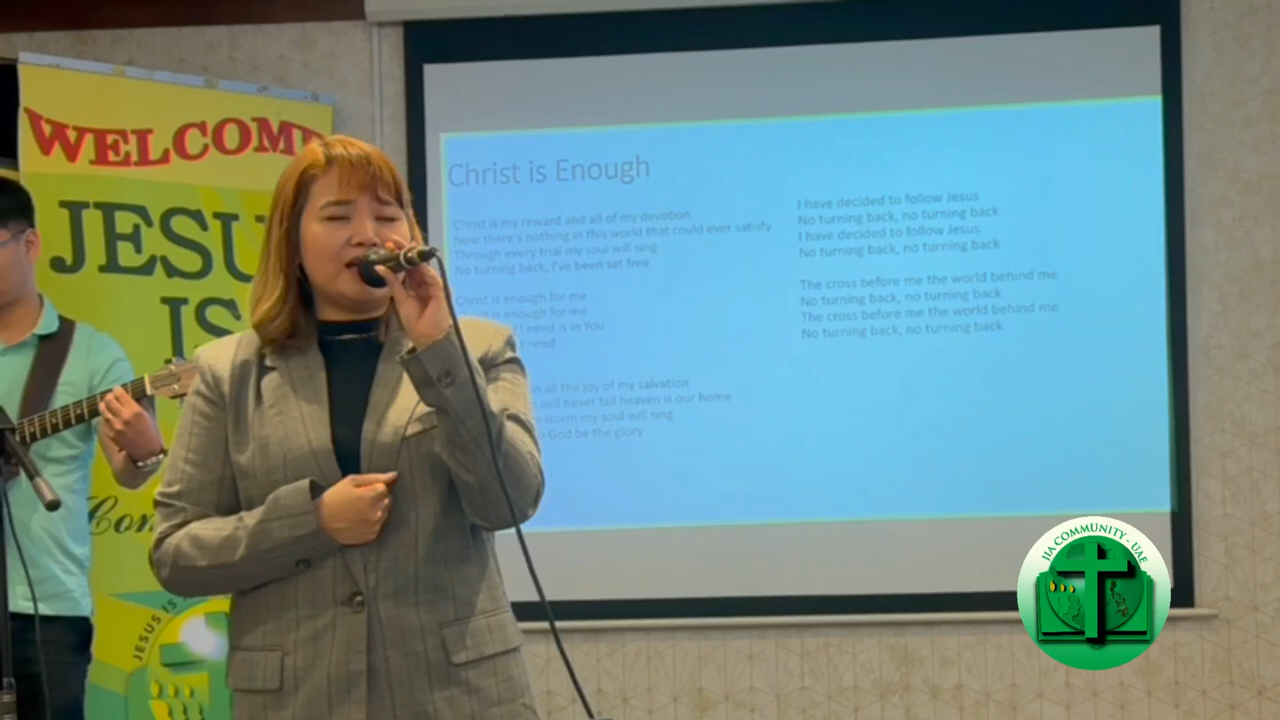 WELCOME
JESU
IS
Com
JESUS IS
Christ is Enough
Christ is my reward and all of my devotion
Now there's nothing in this world that could ever satisfy
Through every trial my soul will sing
No turning back, I've been set free
Christ is enough for me
is enough for me
I need is in You
I need
in all the joy of my salvation
will never fail heaven is our home
storm my soul will sing
God be the glory
I have decided to follow Jesus
No turning back, no turning back
I have decided to follow Jesus
No turning back, no turning back
The cross before me the world behind me
No turning back, no turning back
The cross before me the world behind me
No turning back, no turning back
JIA COMMUNITY - UAE